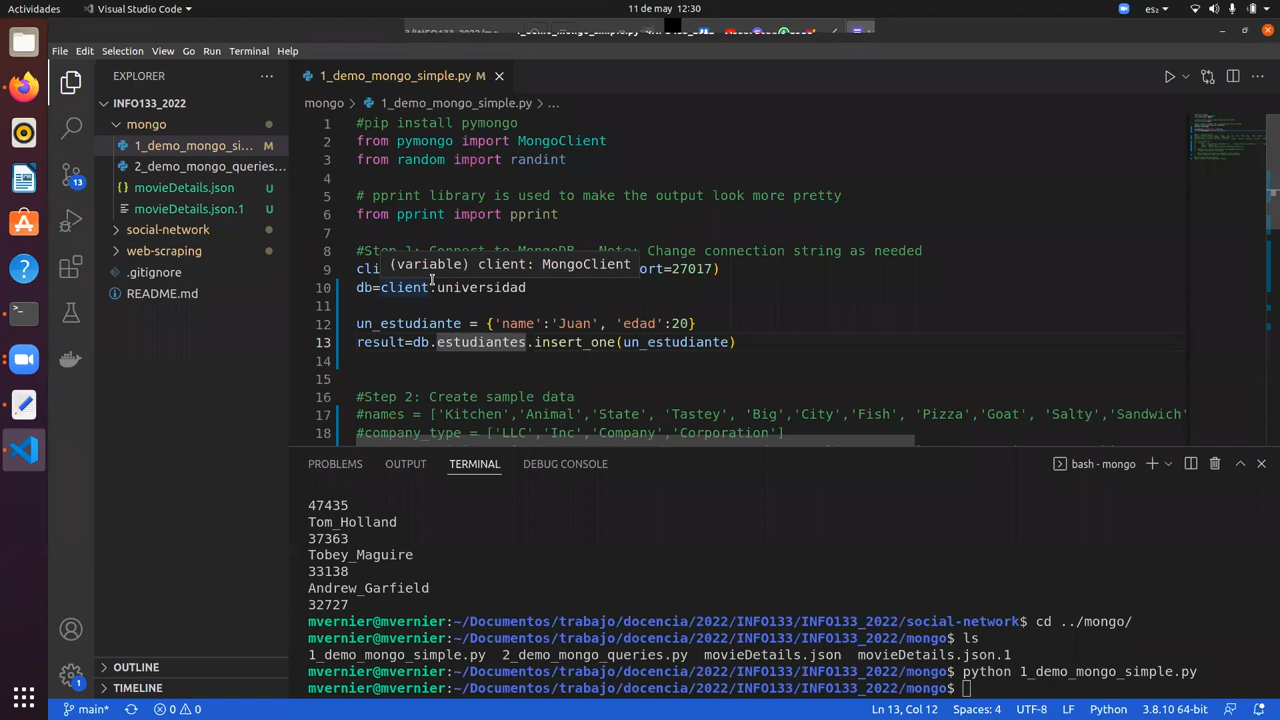 Actividades
Visual Studio Code
11 de may 12:30
es2
1_demo_mongo_simple.py
File Edit Selection View Go Run Terminal Help
EXPLORER
INFO133_2022
mongo
1_demo_mongo_si... M
2_demo_mongo_queries...
movieDetails.json U
movieDetails.json.1 U
social-network
web-scraping
.gitignore
README.md
OUTLINE
TIMELINE
13
1
1_demo_mongo_simple.py M
mongo > 1_demo_mongo_simple.py > ...
1 #pip install pymongo
2 from pymongo import MongoClient
3 from random import randint
4
5 # pprint library is used to make the output look more pretty
6 from pprint import pprint
7
8 #Step 1: Connect to MongoDB - Note: Change connection string as needed
(variable) client: MongoClient
9 cli ort=27017)
10 db=client.universidad
11
12 un_estudiante = {'name':'Juan', 'edad':20}
13 result=db.estudiantes.insert_one(un_estudiante)
14
15
16 #Step 2: Create sample data
17 #names = ['Kitchen','Animal','State', 'Tastey', 'Big','City','Fish', 'Pizza','Goat', 'Salty','Sandwich'
18 #company_type = ['LLC','Inc','Company','Corporation']
PROBLEMS OUTPUT TERMINAL DEBUG CONSOLE
bash - mongo
47435
Tom_Holland
37363
Tobey_Maguire
33138
Andrew_Garfield
32727
mvernier@mvernier:~/Documentos/trabajo/docencia/2022/INFO133/INFO133_2022/social-network$ cd ../mongo/
mvernier@mvernier:~/Documentos/trabajo/docencia/2022/INFO133/INFO133_2022/mongo$ ls
1_demo_mongo_simple.py 2_demo_mongo_queries.py movieDetails.json movieDetails.json.1
mvernier@mvernier:~/Documentos/trabajo/docencia/2022/INFO133/INFO133_2022/mongo$ python 1_demo_mongo_simple.py
mvernier@mvernier:~/Documentos/trabajo/docencia/2022/INFO133/INFO133_2022/mongo$
main* 0 0
Ln 13, Col 12 Spaces: 4 UTF-8 LF Python 3.8.10 64-bit